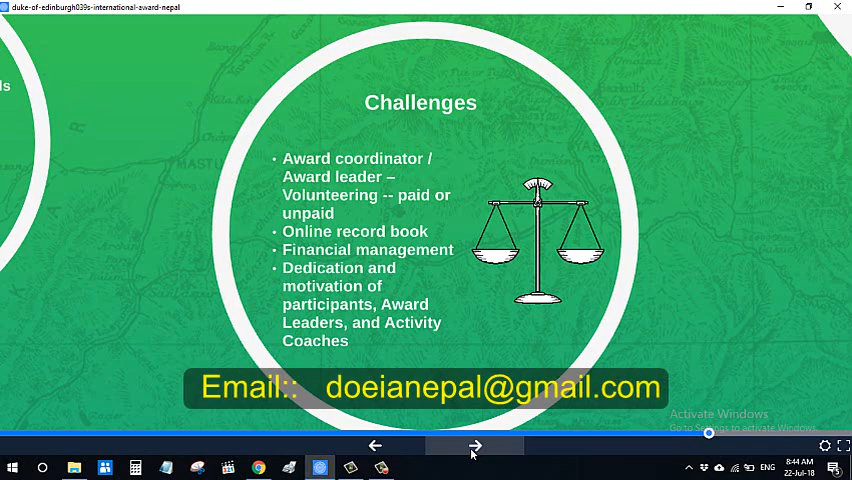 duke-of-edinburgh039s-international-award-nepal
ls
Challenges
• Award coordinator /
Award leader –
Volunteering -- paid or
unpaid
• Online record book
• Financial management
• Dedication and
motivation of
participants, Award
Leaders, and Activity
Coaches
Email:: doeianepal@gmail.com
Activate Windows
Go to Settings to activate Windows.
ENG
8:44 AM
22-Jul-18
5